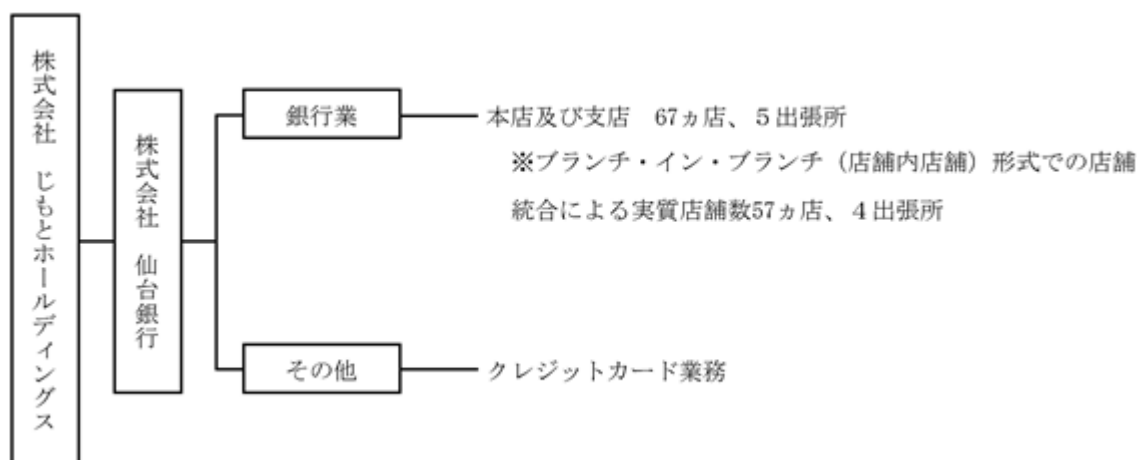 株式会社 じもとホールディングス
株式会社 仙台銀行
銀行業
本店及び支店 67ヵ店、5出張所
※ブランチ・イン・ブランチ(店舗内店舗)形式での店舗
統合による実質店舗数57ヵ店、4出張所
その他
クレジットカード業務